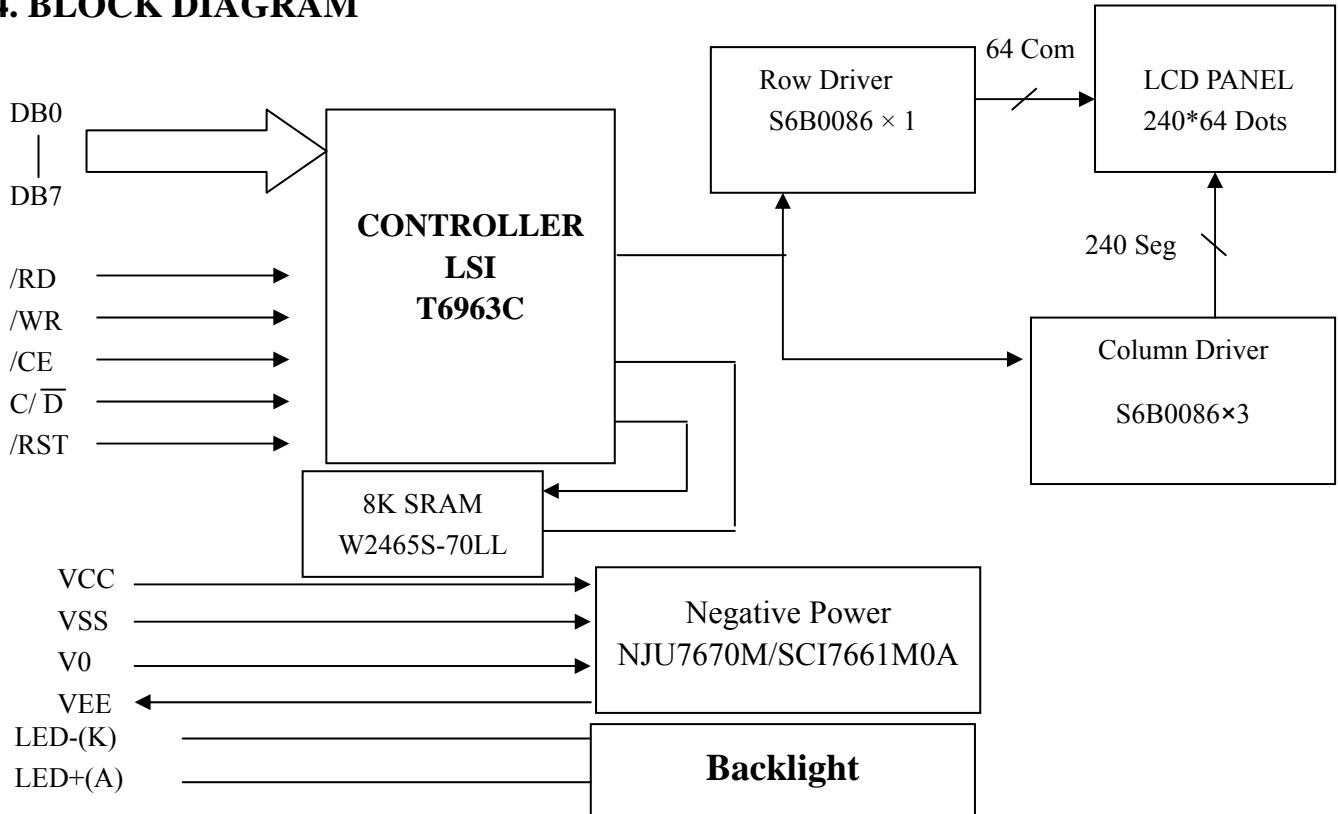 4. BLOCK DIAGRAM
DB0
DB7
/RD
/WR
/CE
C/ D̅
/RST
CONTROLLER
LSI
T6963C
Row Driver
S6B0086 × 1
64 Com
LCD PANEL
240*64 Dots
240 Seg
Column Driver
S6B0086×3
8K SRAM
W2465S-70LL
VCC
VSS
V0
VEE
Negative Power
NJU7670M/SCI7661M0A
LED-(K)
LED+(A)
Backlight